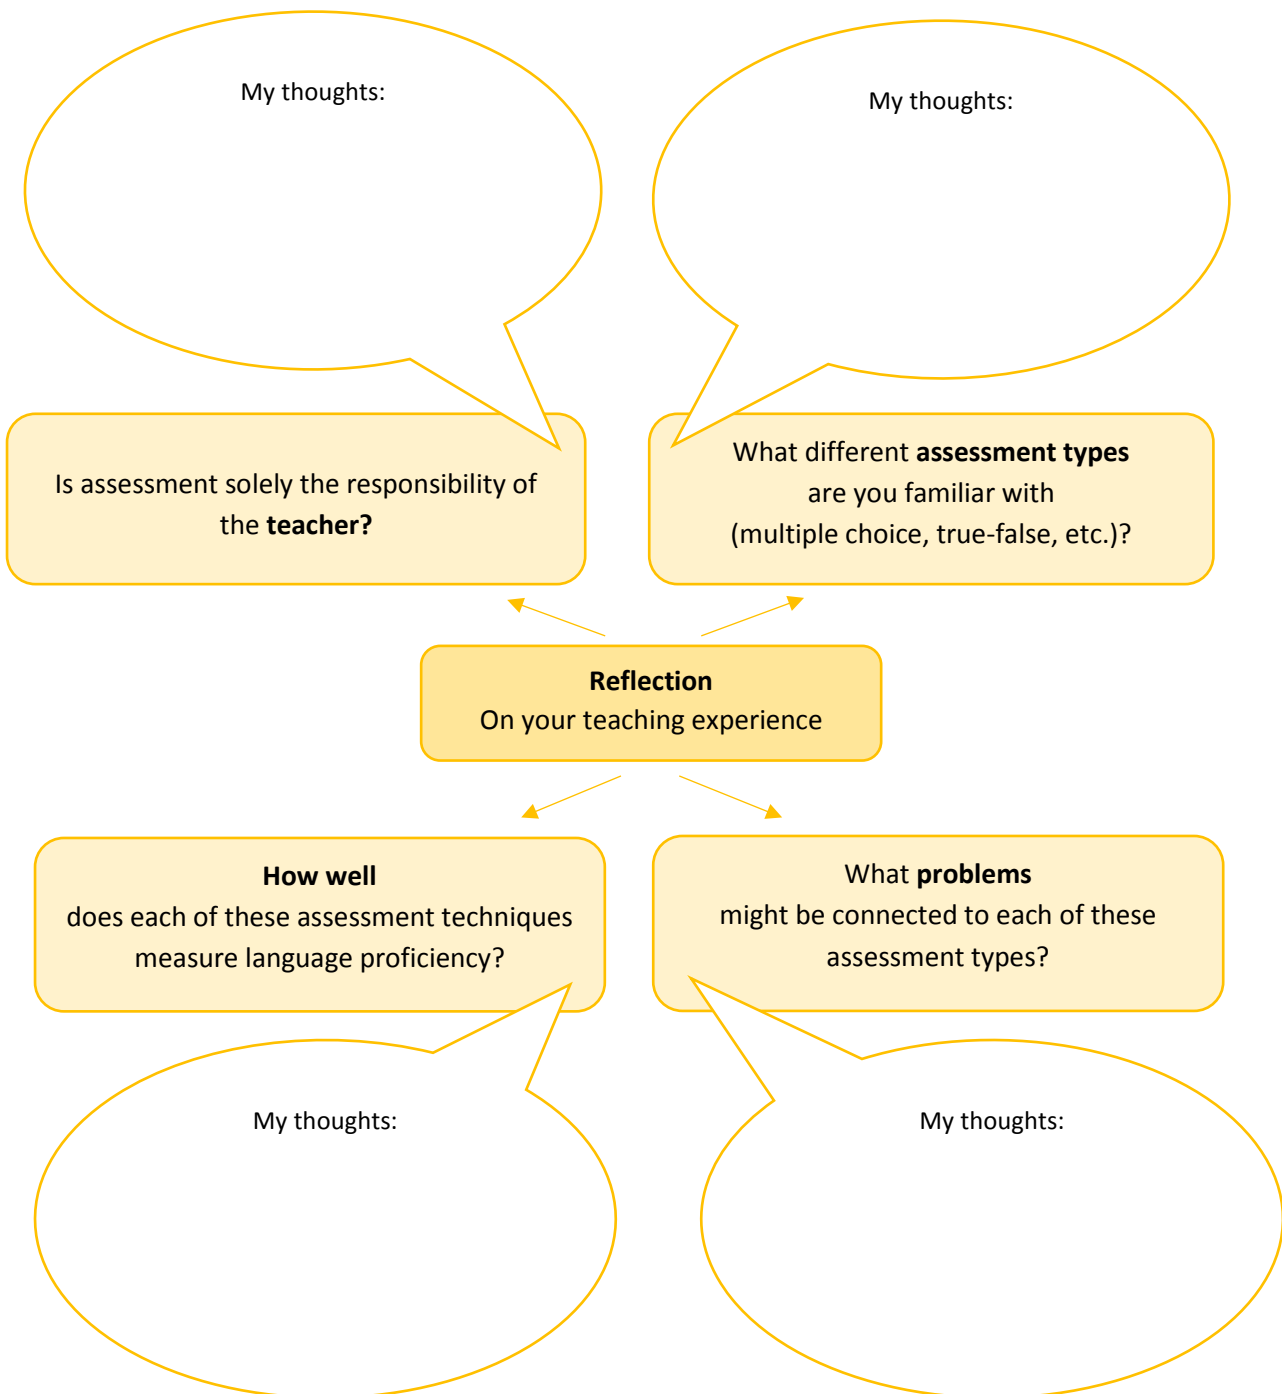 My thoughts:
My thoughts:
Is assessment solely the responsibility of
the teacher?
What different assessment types
are you familiar with
(multiple choice, true-false, etc.)?
Reflection
On your teaching experience
How well
does each of these assessment techniques
measure language proficiency?
What problems
might be connected to each of these
assessment types?
My thoughts:
My thoughts: